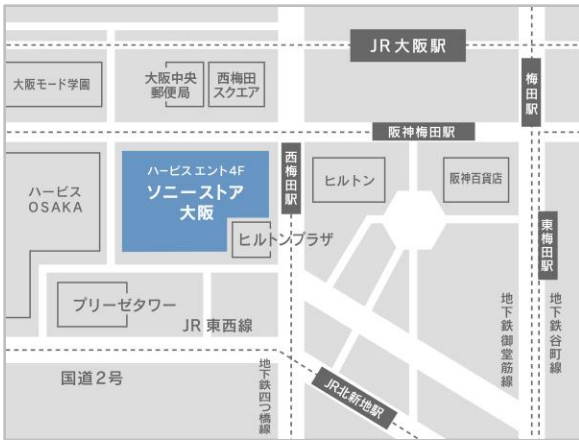 JR大阪駅
梅田駅
大阪モード学園
大阪中央
郵便局
西梅田
スクエア
阪神梅田駅
ハービス
OSAKA
ハービス エント4F
ソニーストア
大阪
西梅田駅
ヒルトン
阪神百貨店
ヒルトンプラザ
東梅田駅
ブリーゼタワー
JR東西線
地下鉄御堂筋線
地下鉄谷町線
国道2号
地下鉄四つ橋線
JR北新地駅